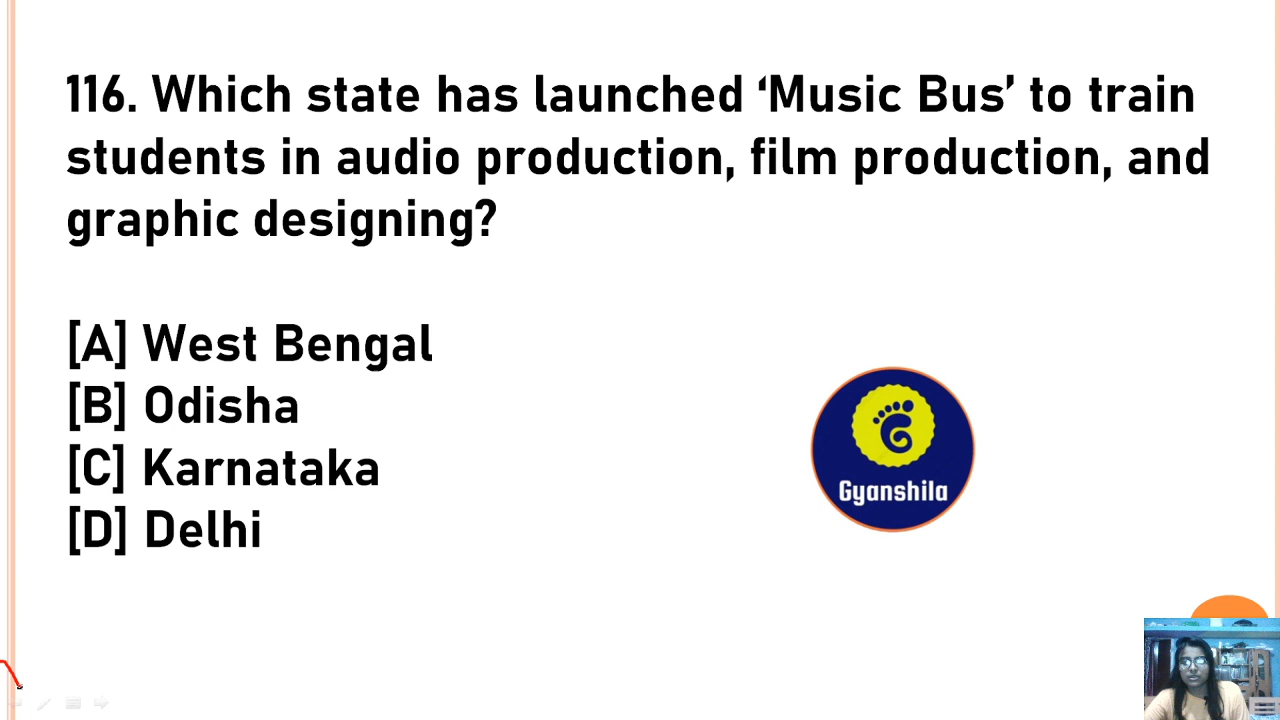 116. Which state has launched ‘Music Bus’ to train
students in audio production, film production, and
graphic designing?
[A] West Bengal
[B] Odisha
[C] Karnataka
[D] Delhi
Gyanshila